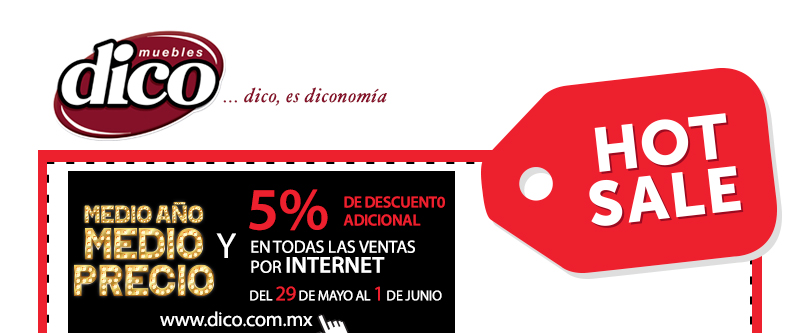 muebles
dico
... dico, es diconomía
HOT
SALE
MEDIO AÑO
MEDIO
PRECIO
Y
5% DE DESCUENT0
ADICIONAL
EN TODAS LAS VENTAS
POR INTERNET
DEL 29 DE MAYO AL 1 DE JUNIO
www.dico.com.mx